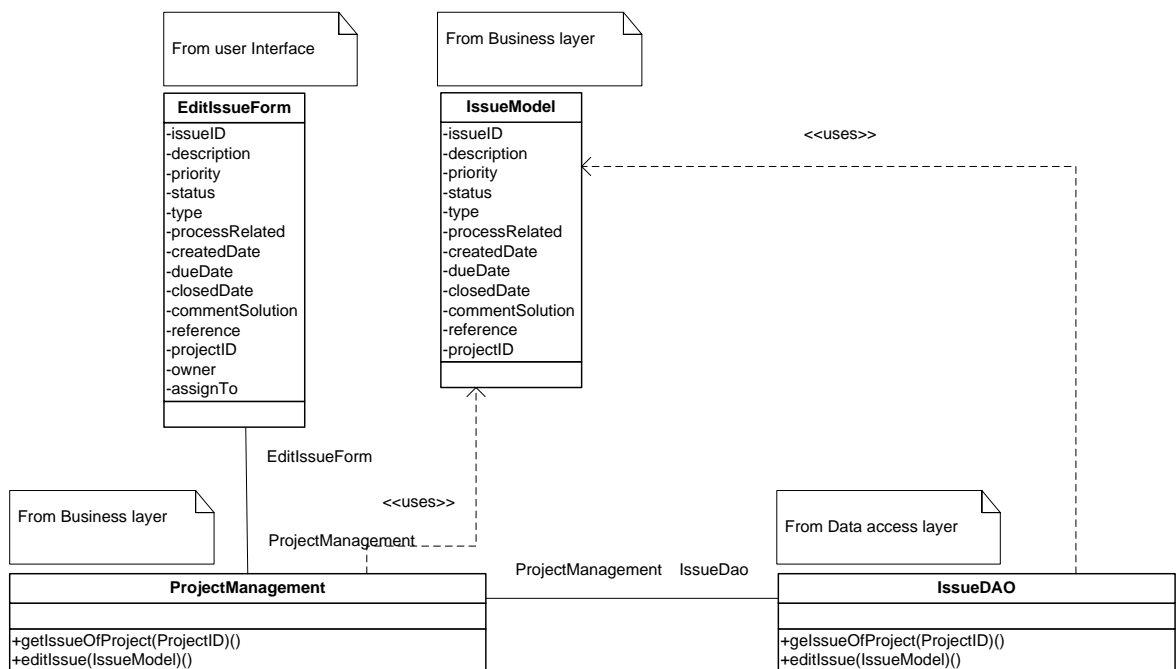 From user Interface
From Business layer
EditIssueForm
-issueID
-description
-priority
-status
-type
-processRelated
-createdDate
-dueDate
-closedDate
-commentSolution
-reference
-projectID
-owner
-assignTo
IssueModel
-issueID
-description
-priority
-status
-type
-processRelated
-createdDate
-dueDate
-closedDate
-commentSolution
-reference
-projectID
<<uses>>
EditIssueForm
<<uses>>
From Business layer
From Data access layer
ProjectManagement
ProjectManagement IssueDao
ProjectManagement
+getIssueOfProject(ProjectID)()
+editIssue(IssueModel)()
IssueDAO
+geIssueOfProject(ProjectID)()
+editIssue(IssueModel)()